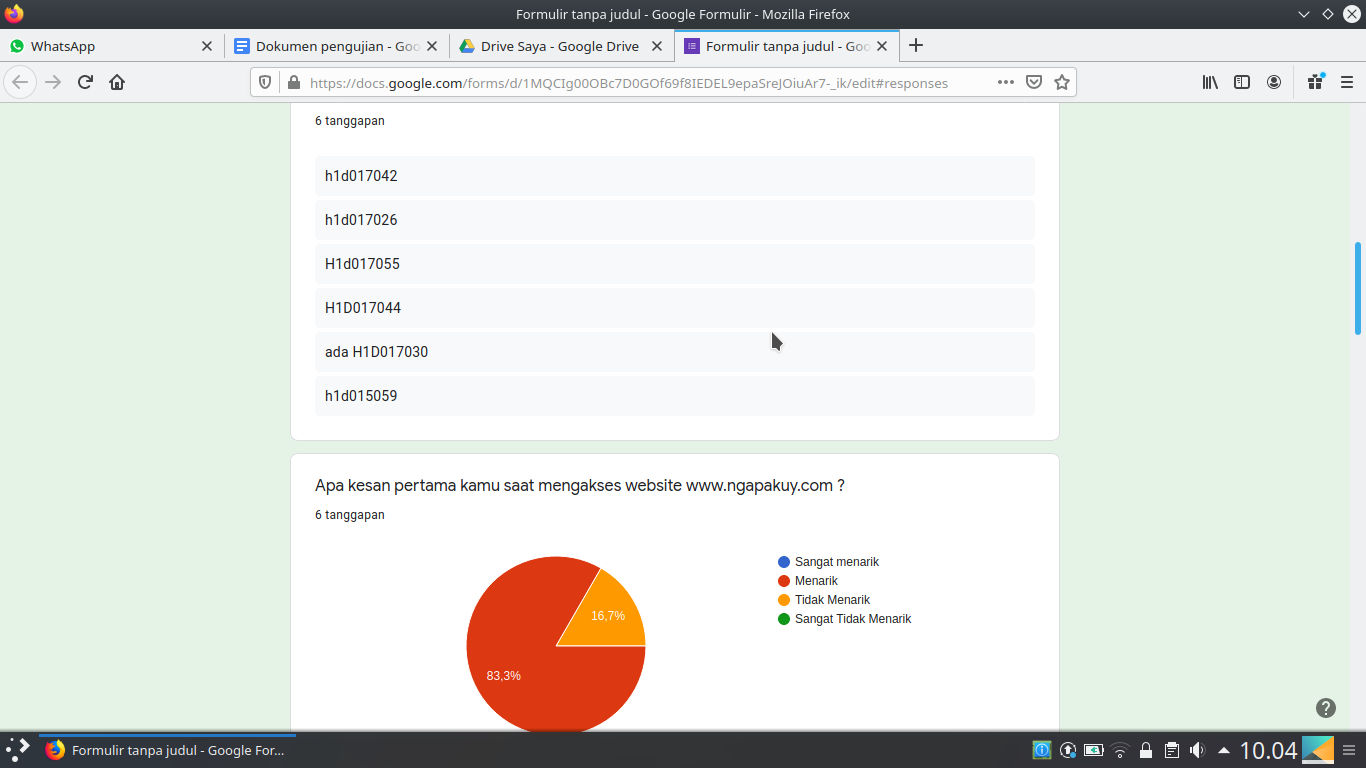 Formulir tanpa judul - Google Formulir - Mozilla Firefox
WhatsApp
Dokumen pengujian - Goo
Drive Saya - Google Drive
Formulir tanpa judul - Goo
https://docs.google.com/forms/d/1MQCIg00OBc7D0GOf69f8IEDEL9epaSreJOiuAr7-_ik/edit#responses
6 tanggapan
h1d017042
h1d017026
H1d017055
H1D017044
ada H1D017030
h1d015059
Apa kesan pertama kamu saat mengakses website www.ngapakuy.com ?
6 tanggapan
Sangat menarik
Menarik
Tidak Menarik
Sangat Tidak Menarik
16,7%
83,3%
Formulir tanpa judul - Google For...
10.04